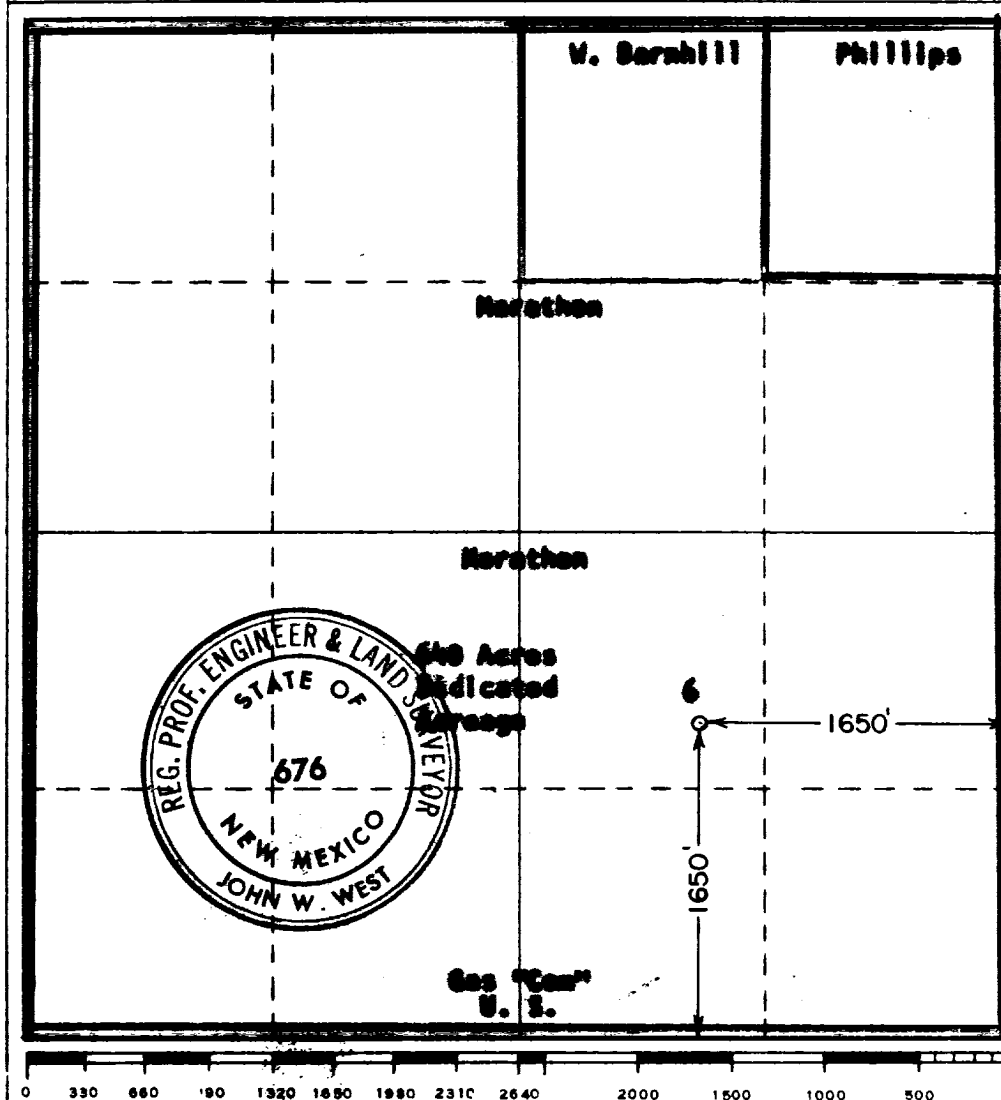 W. Barnhill
Phillips
Marathon
Marathon
REG. PROF. ENGINEER & LAND SURVEYOR
STATE OF
676
NEW MEXICO
JOHN W. WEST
640 Acres
Dedicated
Acreage
6
1650'
1650'
Gas "Com"
U. S.
0 330 660 190 1320 1650 1980 2310 2640 2000 1500 1000 500